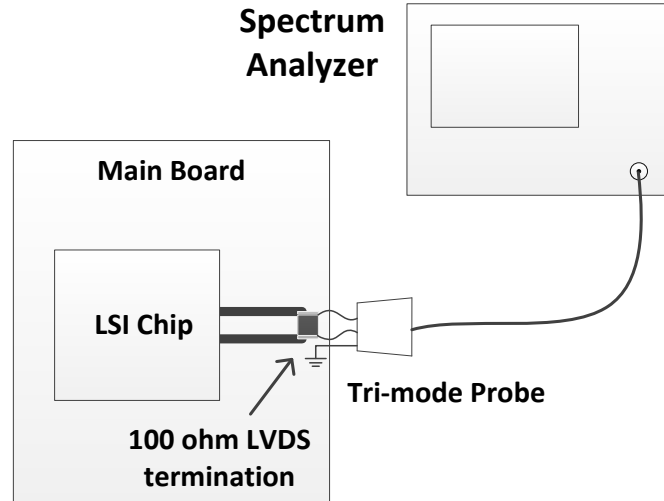 Spectrum
Analyzer
Main Board
LSI Chip
Tri-mode Probe
100 ohm LVDS
termination